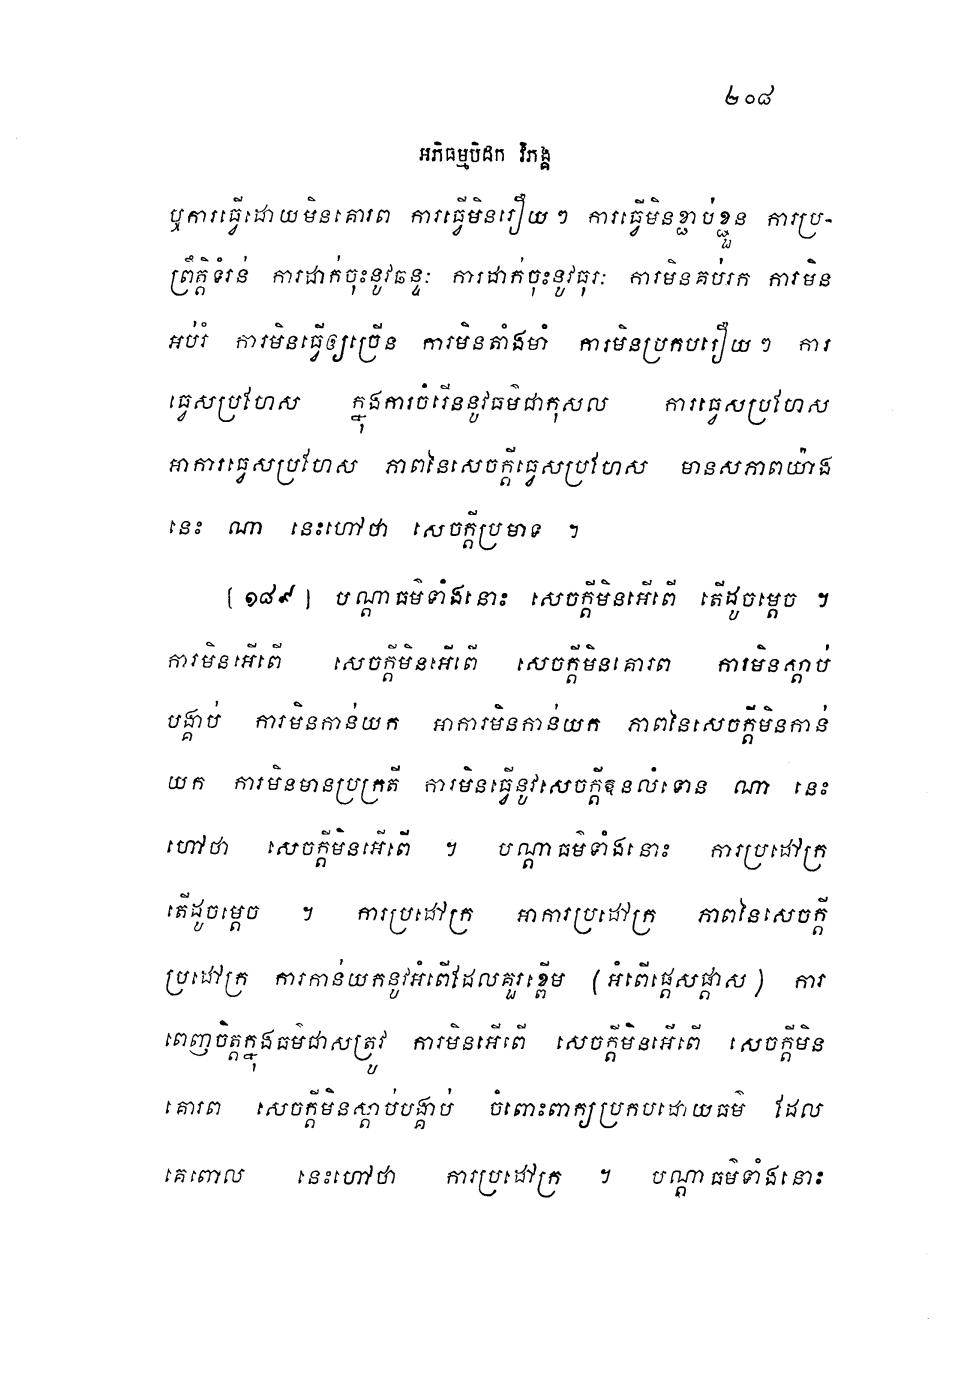 ២០៨
អភិធម្មបិដក វិភង្គ
ឬការធ្វើដោយមិនគោរព ការធ្វើមិនរឿយៗ ការធ្វើមិនខ្ជាប់ខ្ជួន ការប្រ-
ព្រឹត្តិទំរន់ ការដាក់ចុះនូវឆន្ទៈ ការដាក់ចុះនូវធុរៈ ការមិនគប់រក ការមិន
អប់រំ ការមិនធ្វើឲ្យច្រើន ការមិនតាំងមាំ ការមិនប្រកបរឿយៗ ការ
ធ្វេសប្រហែស ក្នុងការចំរើននូវធម៌ជាកុសល ការធ្វេសប្រហែស
អាការធ្វេសប្រហែស ភាពនៃសេចក្តីធ្វេសប្រហែស មានសភាពយ៉ាង
នេះ ណា នេះហៅថា សេចក្តីប្រមាទ ។
[១៨៩] បណ្តាធម៌ទាំងនោះ សេចក្តីមិនអើពើ តើដូចម្តេច ។
ការមិនអើពើ សេចក្តីមិនអើពើ សេចក្តីមិនគោរព ការមិនស្តាប់
បង្គាប់ ការមិនកាន់យក អាការមិនកាន់យក ភាពនៃសេចក្តីមិនកាន់
យក ការមិនមានប្រក្រតី ការមិនធ្វើនូវសេចក្តីឱនលំទោន ណា នេះ
ហៅថា សេចក្តីមិនអើពើ ។ បណ្តាធម៌ទាំងនោះ ការប្រដៅក្រ
តើដូចម្តេច ។ ការប្រដៅក្រ អាការប្រដៅក្រ ភាពនៃសេចក្តី
ប្រដៅក្រ ការកាន់យកនូវអំពើដែលគួរខ្ពើម (អំពើផ្តេសផ្តាស) ការ
ពេញចិត្តក្នុងធម៌ជាសត្រូវ ការមិនអើពើ សេចក្តីមិនអើពើ សេចក្តីមិន
គោរព សេចក្តីមិនស្តាប់បង្គាប់ ចំពោះពាក្យប្រកបដោយធម៌ ដែល
គេពោល នេះហៅថា ការប្រដៅក្រ ។ បណ្តាធម៌ទាំងនោះ